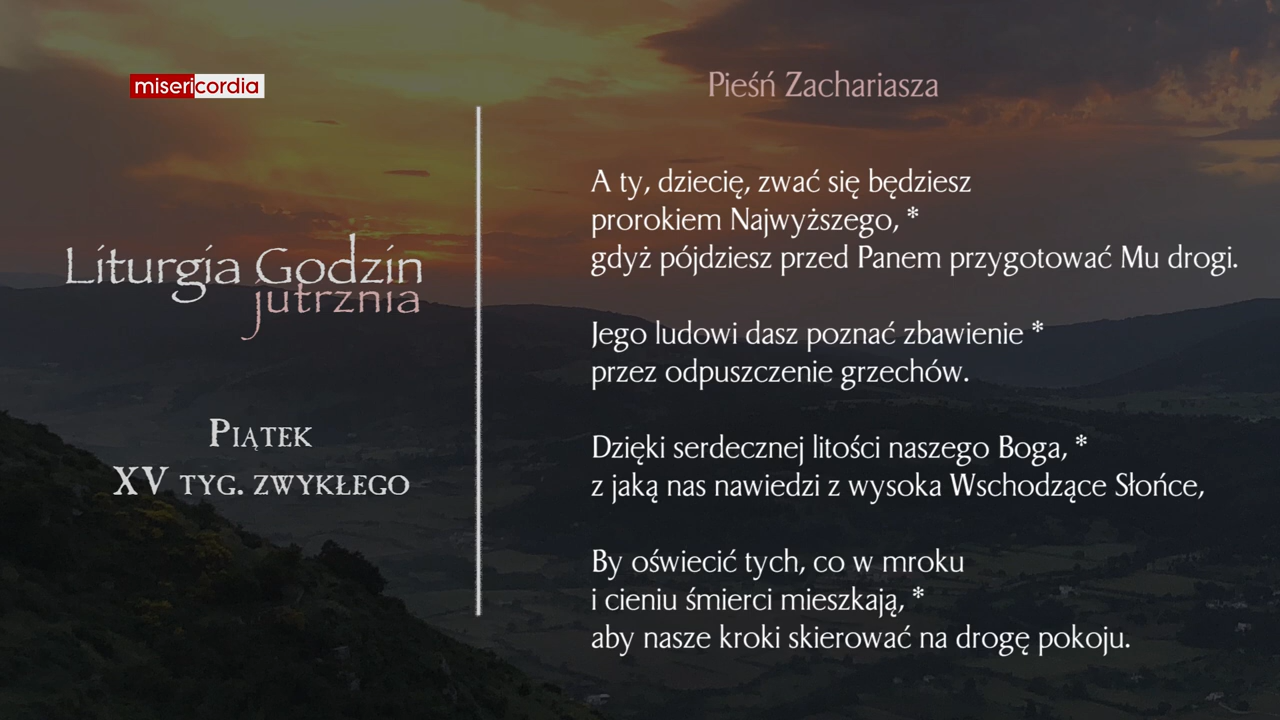 misericordia
Liturgia Godzin
jutrznia
Piątek
XV tyg. zwykłego
Pieśń Zachariasza
A ty, dziecię, zwać się będziesz
prorokiem Najwyższego, *
gdyż pójdziesz przed Panem przygotować Mu drogi.
Jego ludowi dasz poznać zbawienie *
przez odpuszczenie grzechów.
Dzięki serdecznej litości naszego Boga, *
z jaką nas nawiedzi z wysoka Wschodzące Słońce,
By oświecić tych, co w mroku
i cieniu śmierci mieszkają, *
aby nasze kroki skierować na drogę pokoju.